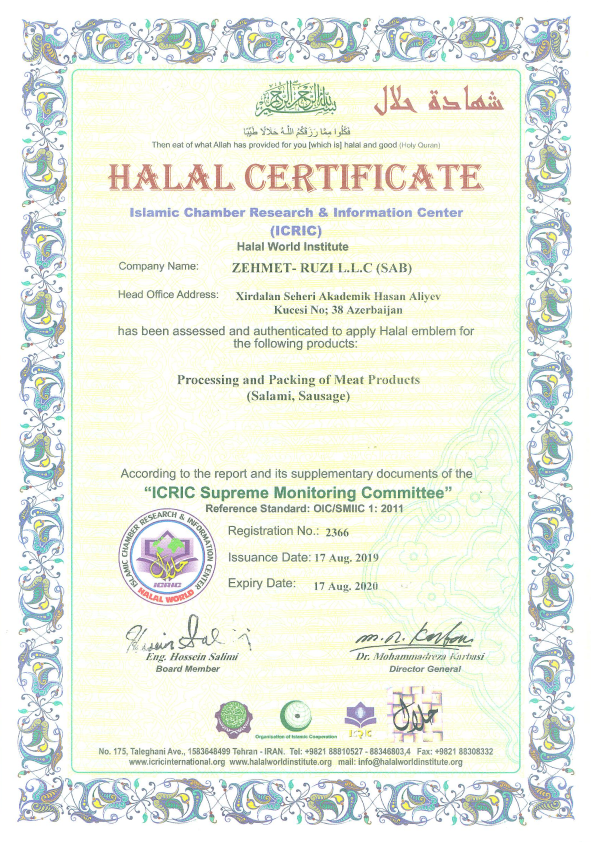 بسم الله الرحمن الرحيم
شهادة حلال
فَكُلُوا مِمَّا رَزَقَكُمُ اللَّهُ حَلَالًا طَيِّبًا
Then eat of what Allah has provided for you [which is] halal and good (Holy Quran)
HALAL CERTIFICATE
Islamic Chamber Research & Information Center
(ICRIC)
Halal World Institute
Company Name: ZEHMET- RUZI L.L.C (SAB)
Head Office Address: Xirdalan Seheri Akademik Hasan Aliyev
Kucesi No; 38 Azerbaijan
has been assessed and authenticated to apply Halal emblem for
the following products:
Processing and Packing of Meat Products
(Salami, Sausage)
According to the report and its supplementary documents of the
“ICRIC Supreme Monitoring Committee”
Reference Standard: OIC/SMIIC 1: 2011
ISLAMIC CHAMBER RESEARCH & INFORMATION CENTER
حلال
ICRIC
HALAL WORLD
Registration No.: 2366
Issuance Date: 17 Aug. 2019
Expiry Date: 17 Aug. 2020
Eng. Hossein Salimi
Board Member
Dr. Mohammadreza Karbasi
Director General
Organisation of Islamic Cooperation
ICRIC
حلال
No. 175, Taleghani Ave., 1583648499 Tehran - IRAN. Tel: +9821 88810527 - 88346803,4 Fax: +9821 88308332
www.icricinternational.org www.halalworldinstitute.org mail: info@halalworldinstitute.org